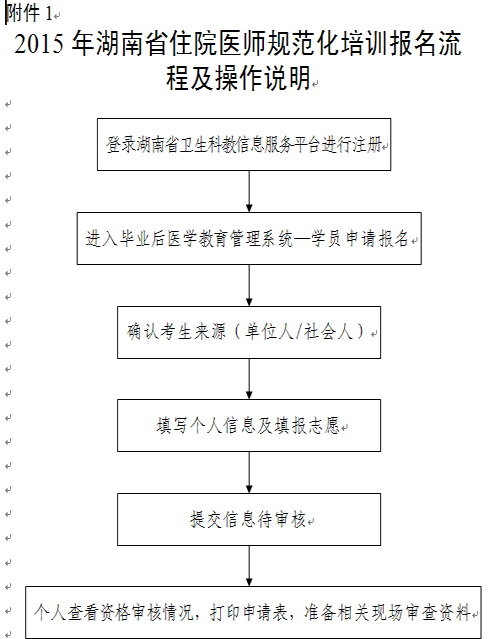 附件1
2015年湖南省住院医师规范化培训报名流
程及操作说明
登录湖南省卫生科教信息服务平台进行注册
进入毕业后医学教育管理系统—学员申请报名
确认考生来源（单位人/社会人）
填写个人信息及填报志愿
提交信息待审核
个人查看资格审核情况，打印申请表，准备相关现场审查资料